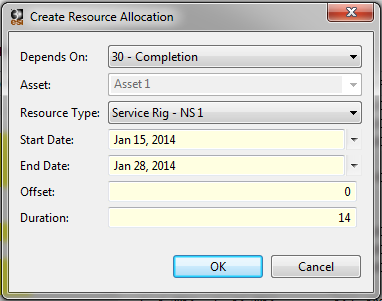 Create Resource Allocation
Depends On: 30 - Completion
Asset: Asset 1
Resource Type: Service Rig - NS 1
Start Date: Jan 15, 2014
End Date: Jan 28, 2014
Offset: 0
Duration: 14
OK Cancel